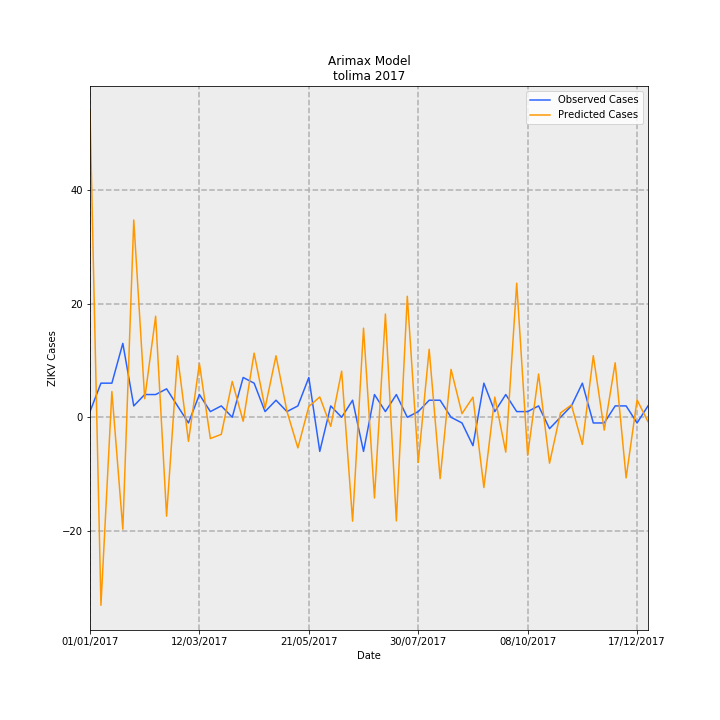 Arimax Model
tolima 2017
Observed Cases
Predicted Cases
ZIKV Cases
40
20
0
−20
01/01/2017
12/03/2017
21/05/2017
30/07/2017
08/10/2017
17/12/2017
Date